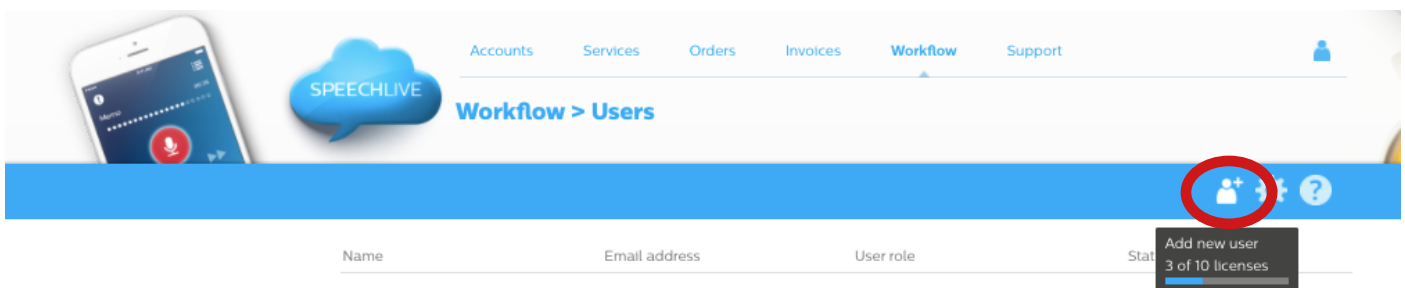 Accounts Services Orders Invoices Workflow Support
SPEECHLIVE
Workflow > Users
Memo
Name Email address User role Stat
Add new user
3 of 10 licenses